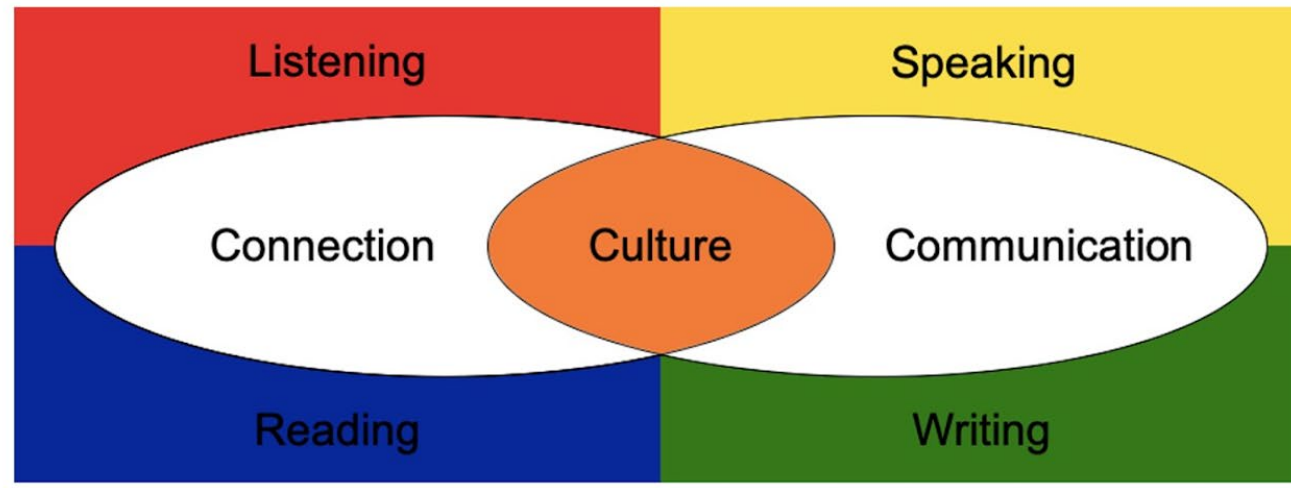 Listening
Speaking
Connection
Culture
Communication
Reading
Writing